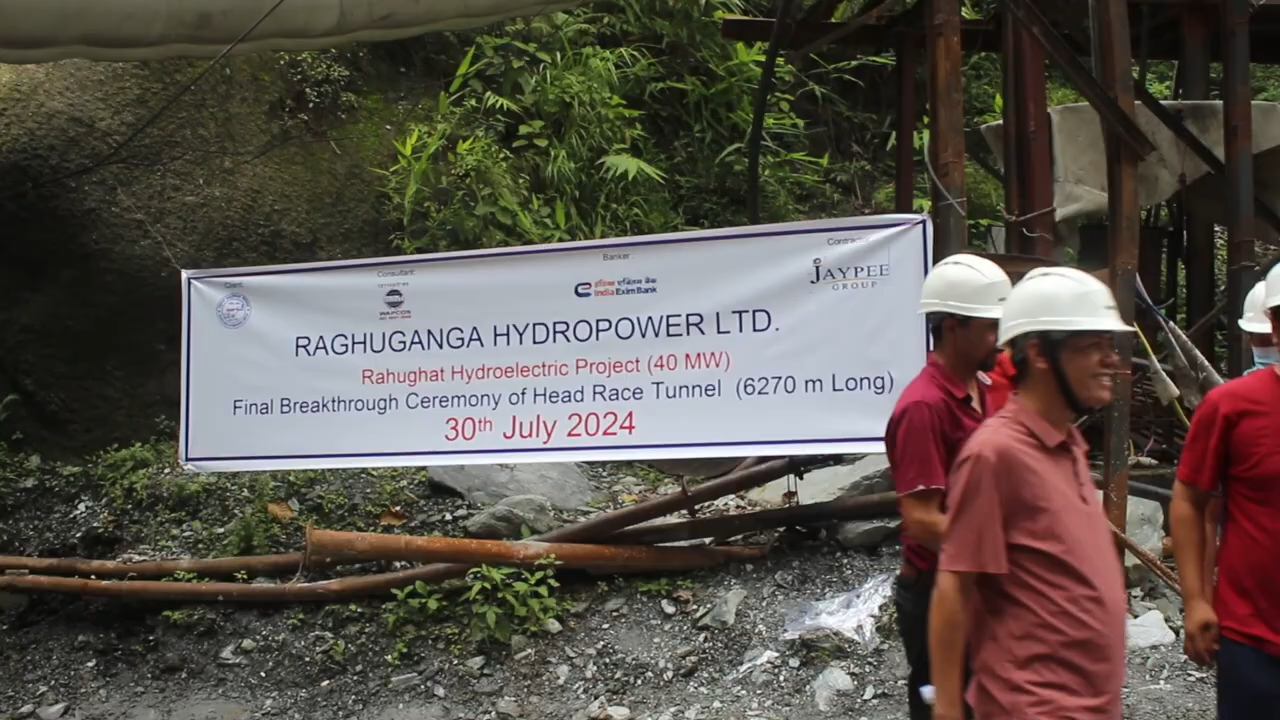 Client:
Consultant:
Banker:
Contractor:
WAPCOS
इंडिया एक्ज़िम बैंक
India Exim Bank
JAYPEE
GROUP
RAGHUGANGA HYDROPOWER LTD.
Rahughat Hydroelectric Project (40 MW)
Final Breakthrough Ceremony of Head Race Tunnel (6270 m Long)
30th July 2024